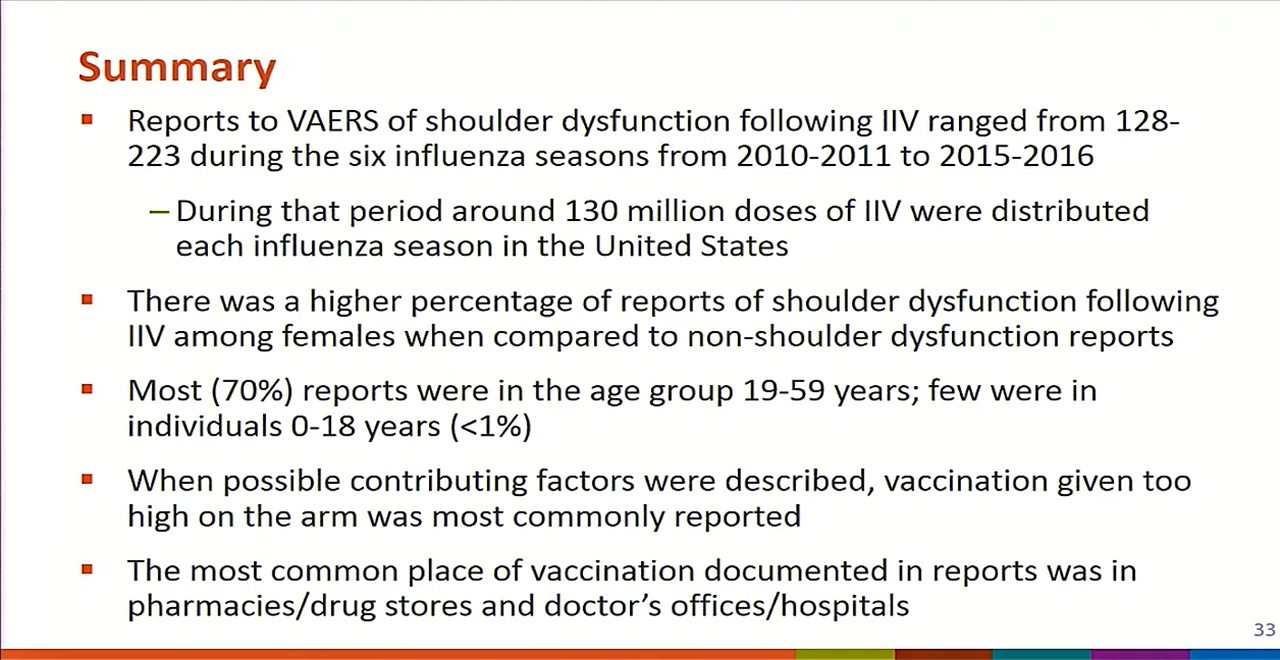 Summary
▪ Reports to VAERS of shoulder dysfunction following IIV ranged from 128-
223 during the six influenza seasons from 2010-2011 to 2015-2016
– During that period around 130 million doses of IIV were distributed
each influenza season in the United States
▪ There was a higher percentage of reports of shoulder dysfunction following
IIV among females when compared to non-shoulder dysfunction reports
▪ Most (70%) reports were in the age group 19-59 years; few were in
individuals 0-18 years (<1%)
▪ When possible contributing factors were described, vaccination given too
high on the arm was most commonly reported
▪ The most common place of vaccination documented in reports was in
pharmacies/drug stores and doctor’s offices/hospitals
33